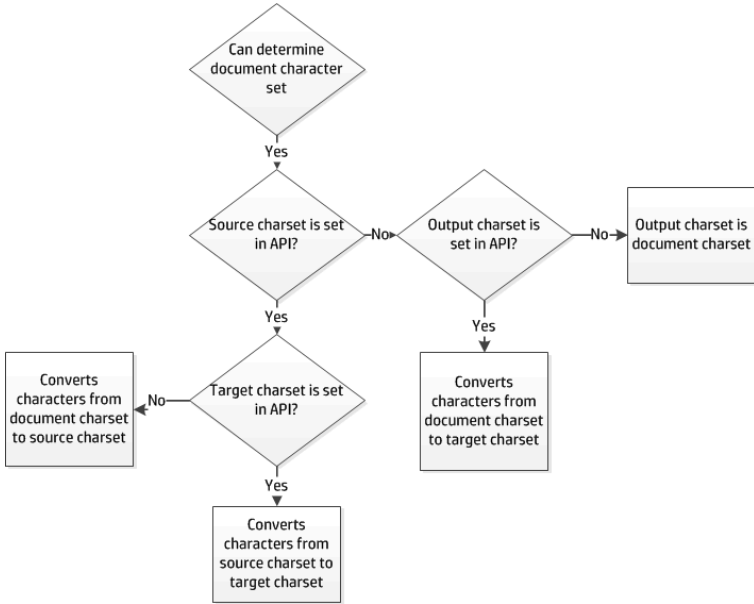 Can determine
document character
set
Yes
Source charset is set
in API?
No
Output charset is
set in API?
No
Output charset is
document charset
Yes
Yes
Converts
characters from
document charset
to source charset
No
Target charset is set
in API?
Converts
characters from
document charset
to target charset
Yes
Converts
characters from
source charset to
target charset